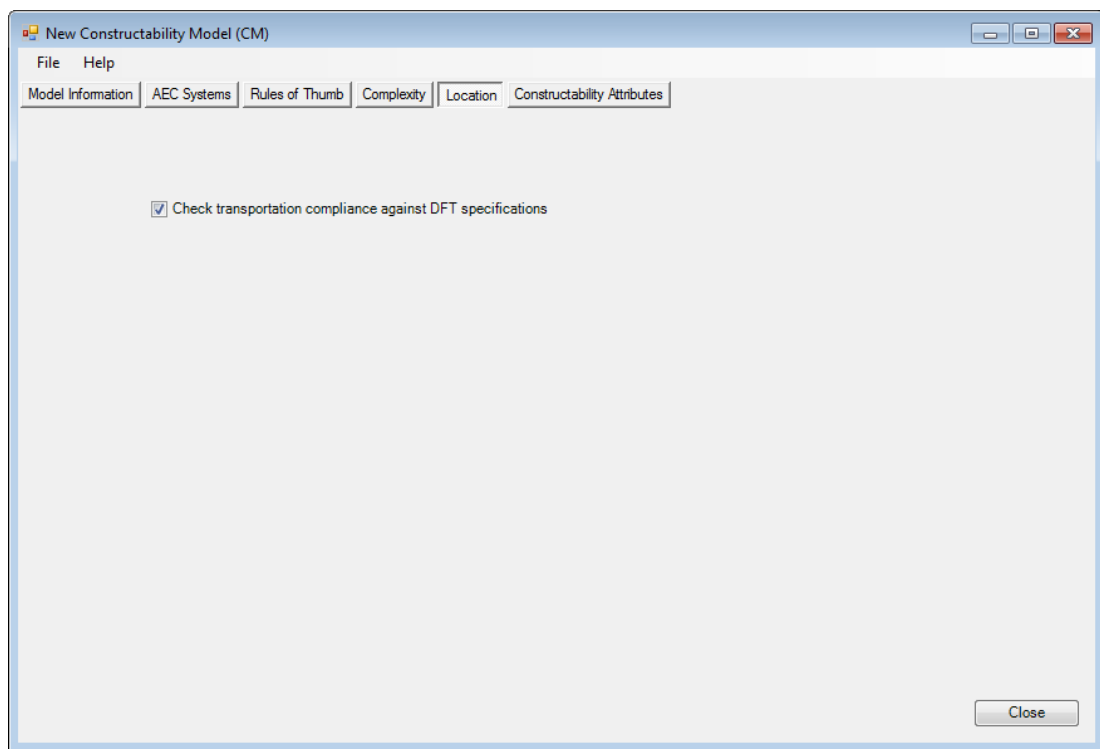 New Constructability Model (CM)
File Help
Model Information AEC Systems Rules of Thumb Complexity Location Constructability Attributes
Check transportation compliance against DFT specifications
Close